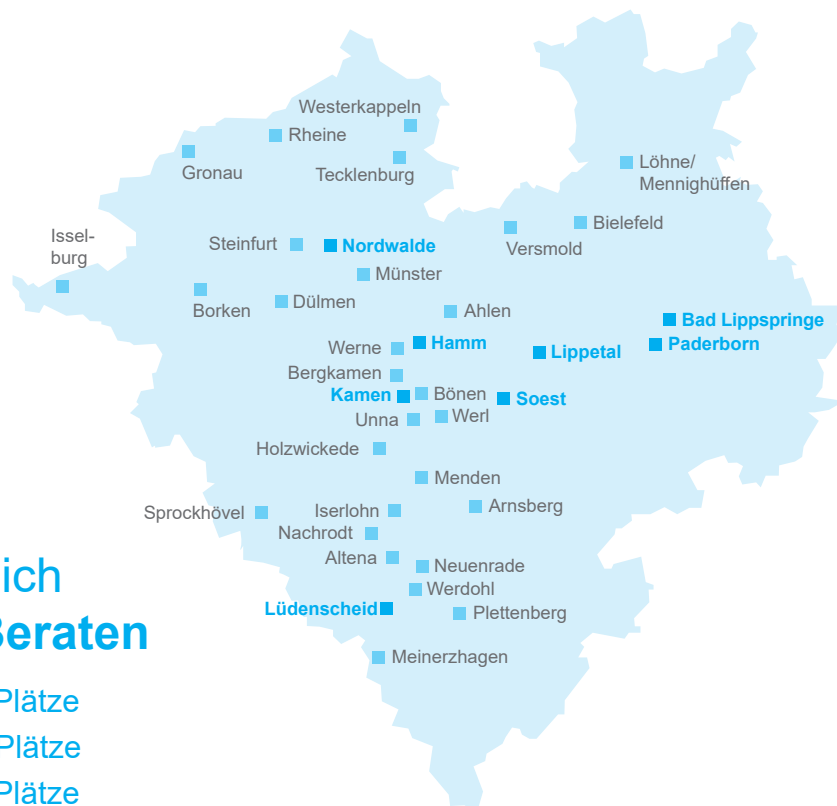 Westerkappeln
Rheine
Gronau
Tecklenburg
Löhne/
Mennighüffen
Issel-
burg
Steinfurt
Nordwalde
Versmold
Bielefeld
Münster
Borken
Dülmen
Ahlen
Bad Lippspringe
Werne
Hamm
Lippetal
Paderborn
Bergkamen
Kamen
Bönen
Soest
Unna
Werl
Holzwickede
Menden
Sprockhövel
Iserlohn
Arnsberg
Nachrodt
Altena
Neuenrade
Werdohl
Lüdenscheid
Plettenberg
Meinerzhagen
ich
Beraten
Plätze
Plätze
Plätze